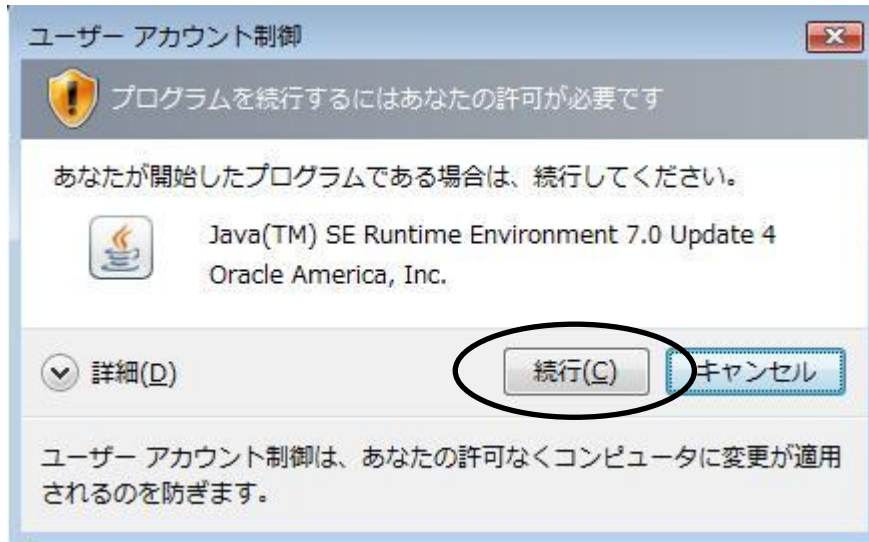 ユーザー アカウント制御
プログラムを続行するにはあなたの許可が必要です
あなたが開始したプログラムである場合は、続行してください。
Java(TM) SE Runtime Environment 7.0 Update 4
Oracle America, Inc.
詳細(D)
続行(C)
キャンセル
ユーザー アカウント制御は、あなたの許可なくコンピュータに変更が適用
されるのを防ぎます。